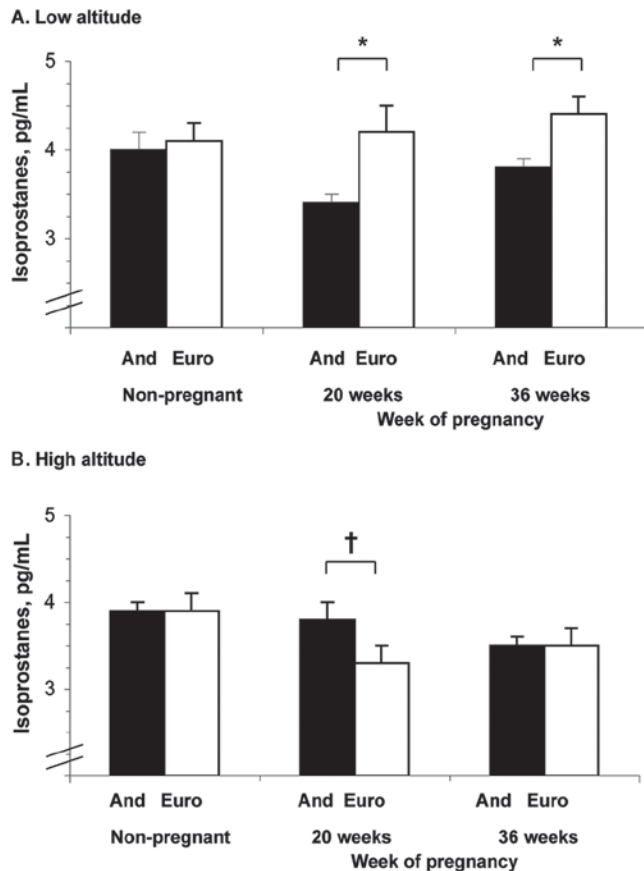 A. Low altitude
Isoprostanes, pg/mL
5
4
3
*
*
And Euro
And Euro
And Euro
Non-pregnant
20 weeks
36 weeks
Week of pregnancy
B. High altitude
Isoprostanes, pg/mL
5
4
3
†
And Euro
And Euro
And Euro
Non-pregnant
20 weeks
36 weeks
Week of pregnancy